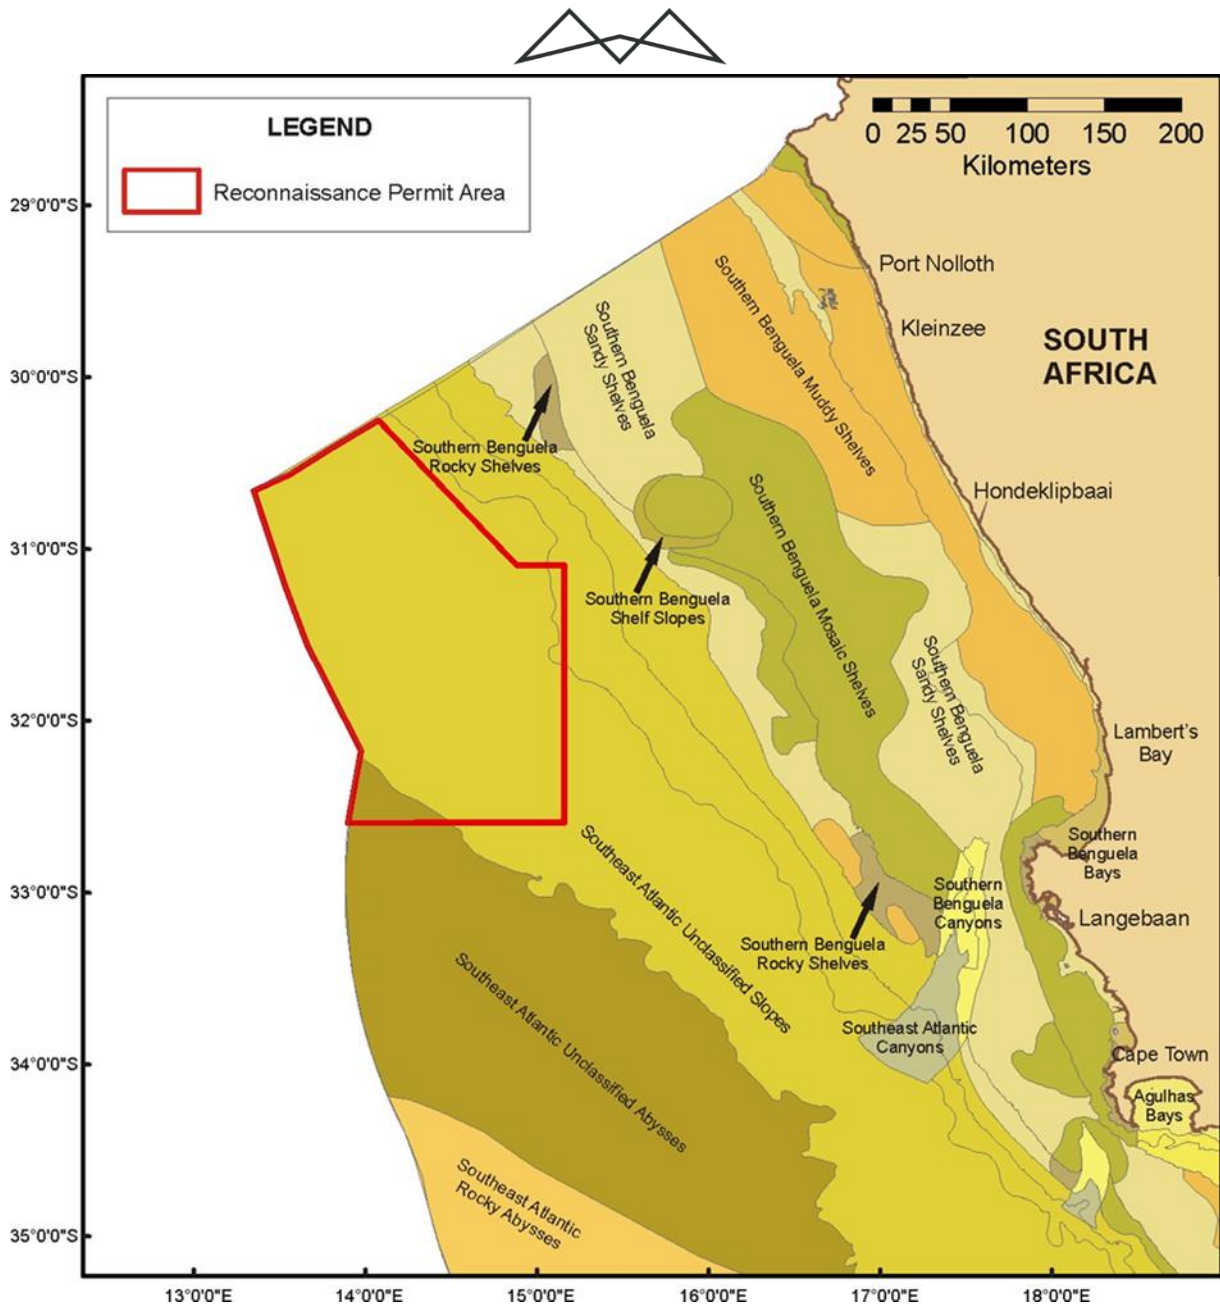 LEGEND
Reconnaissance Permit Area
0 25 50 100 150 200
Kilometers
29°0'0"S
30°0'0"S
31°0'0"S
32°0'0"S
33°0'0"S
34°0'0"S
35°0'0"S
Port Nolloth
Kleinzee
SOUTH
AFRICA
Hondeklipbaai
Lambert's
Bay
Langebaan
Cape Town
Agulhas
Bays
Southern Benguela Muddy Shelves
Southern Benguela
Sandy Shelves
Southern Benguela
Rocky Shelves
Southern Benguela
Shelf Slopes
Southern Benguela Mosaic Shelves
Southern Benguela
Sandy Shelves
Southern
Benguela
Bays
Southern
Benguela
Canyons
Southern Benguela
Rocky Shelves
Southeast Atlantic
Canyons
Southeast Atlantic Unclassified Slopes
Southeast Atlantic Unclassified Abysses
Southeast Atlantic
Rocky Abysses
13°0'0"E
14°0'0"E
15°0'0"E
16°0'0"E
17°0'0"E
18°0'0"E